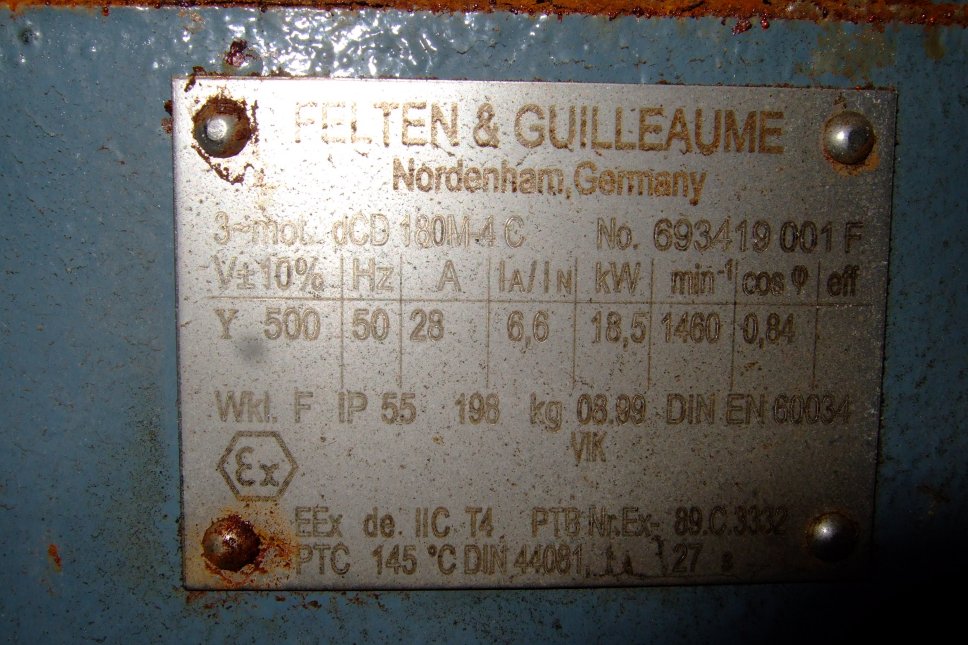 FELTEN & GUILLEAUME
Nordenham, Germany
3~mot. dCD 180M-4 C No. 693419 001 F
V±10% Hz A IA/IN kW min-1 cos φ eff
Y 500 50 28 6,6 18,5 1460 0,84
Wkl. F IP 55 198 kg 08.99 DIN EN 60034
VIK
Ex
EEx de. IIC T4 PTB Nr.Ex- 89.C.3332
PTC 145 °C DIN 44081, 27